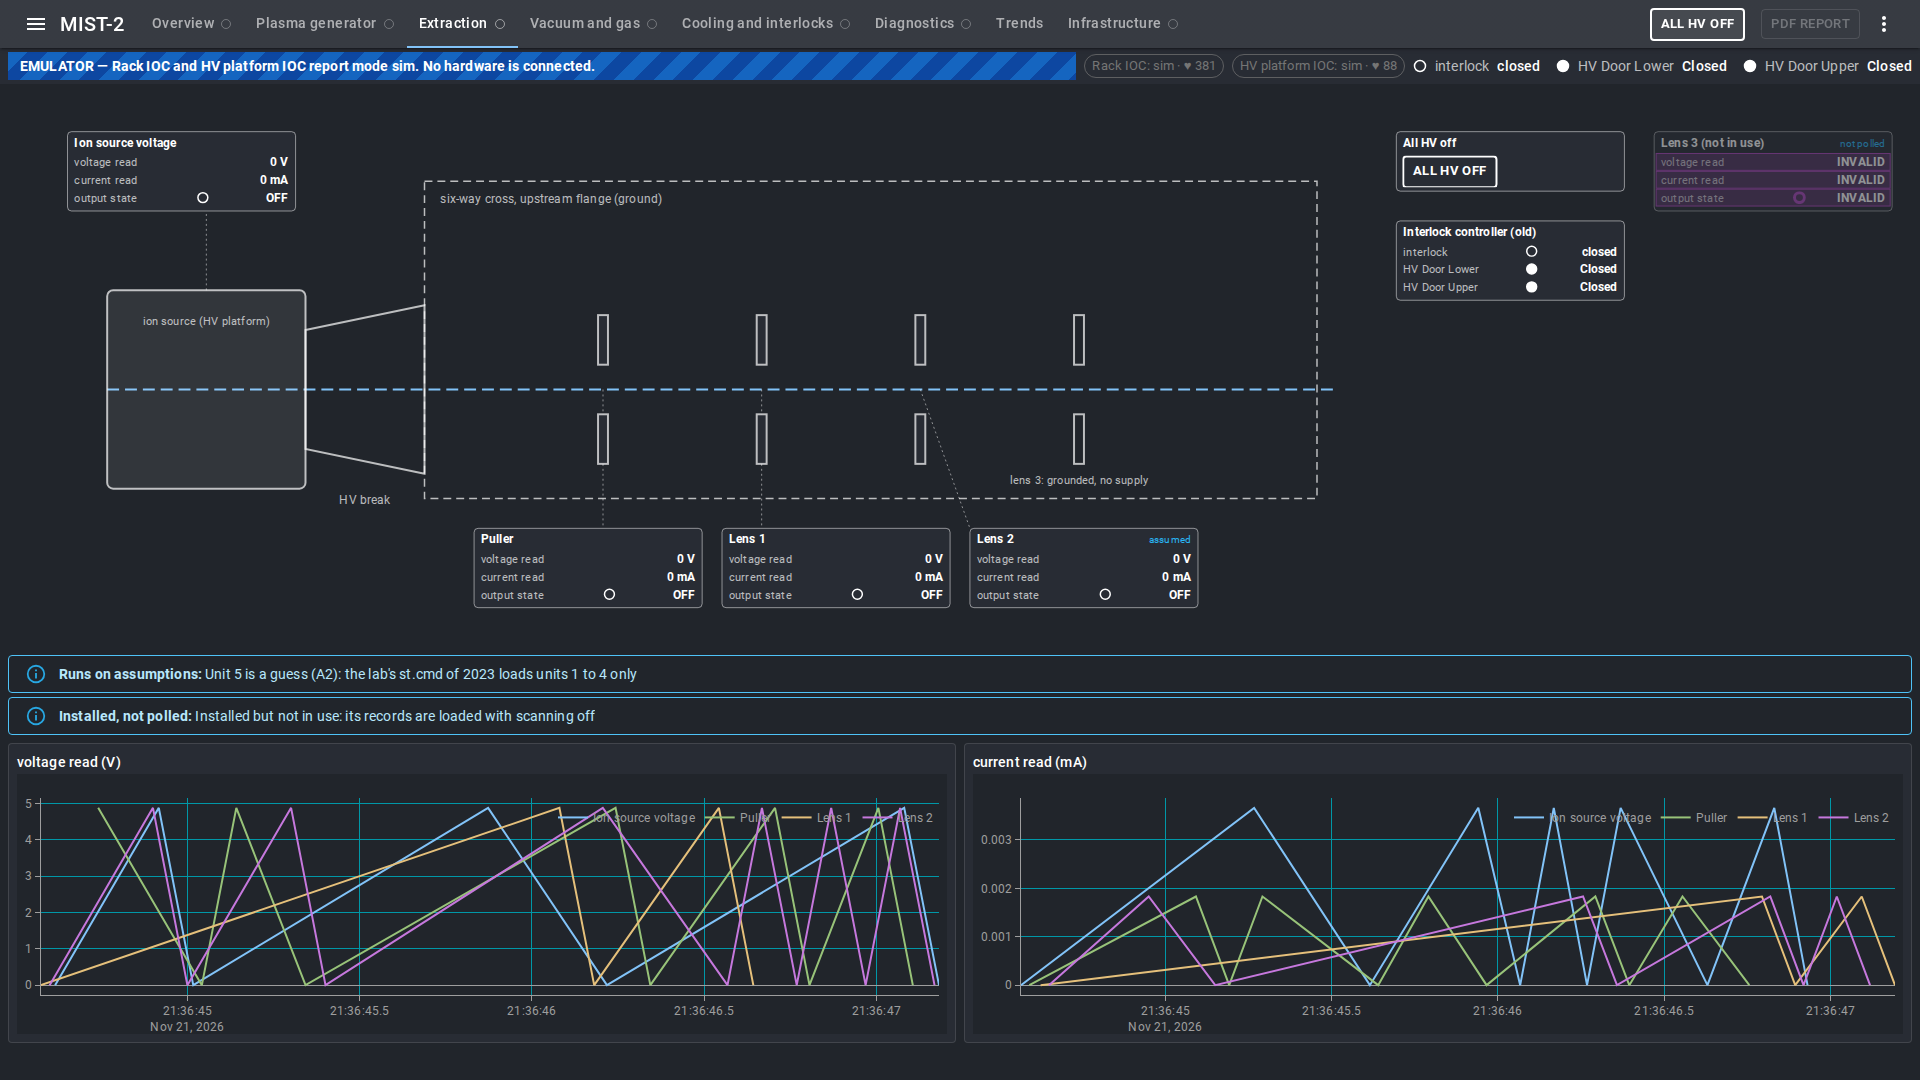 MIST-2 Overview Plasma generator Extraction Vacuum and gas Cooling and interlocks Diagnostics Trends Infrastructure ALL HV OFF PDF REPORT
EMULATOR — Rack IOC and HV platform IOC report mode sim. No hardware is connected. Rack IOC: sim · ♥ 381 HV platform IOC: sim · ♥ 88 interlock closed HV Door Lower Closed HV Door Upper Closed
Ion source voltage
voltage read 0 V
current read 0 mA
output state OFF
All HV off
ALL HV OFF
Lens 3 (not in use) not polled
voltage read INVALID
current read INVALID
output state INVALID
six-way cross, upstream flange (ground)
Interlock controller (old)
interlock closed
HV Door Lower Closed
HV Door Upper Closed
ion source (HV platform)
lens 3: grounded, no supply
HV break
Puller
voltage read 0 V
current read 0 mA
output state OFF
Lens 1
voltage read 0 V
current read 0 mA
output state OFF
Lens 2 assumed
voltage read 0 V
current read 0 mA
output state OFF
Runs on assumptions: Unit 5 is a guess (A2): the lab's st.cmd of 2023 loads units 1 to 4 only
Installed, not polled: Installed but not in use: its records are loaded with scanning off
voltage read (V)
Ion source voltage Puller Lens 1 Lens 2
5
4
3
2
1
0
21:36:45 21:36:45.5 21:36:46 21:36:46.5 21:36:47
Nov 21, 2026
current read (mA)
Ion source voltage Puller Lens 1 Lens 2
0.003
0.002
0.001
0
21:36:45 21:36:45.5 21:36:46 21:36:46.5 21:36:47
Nov 21, 2026